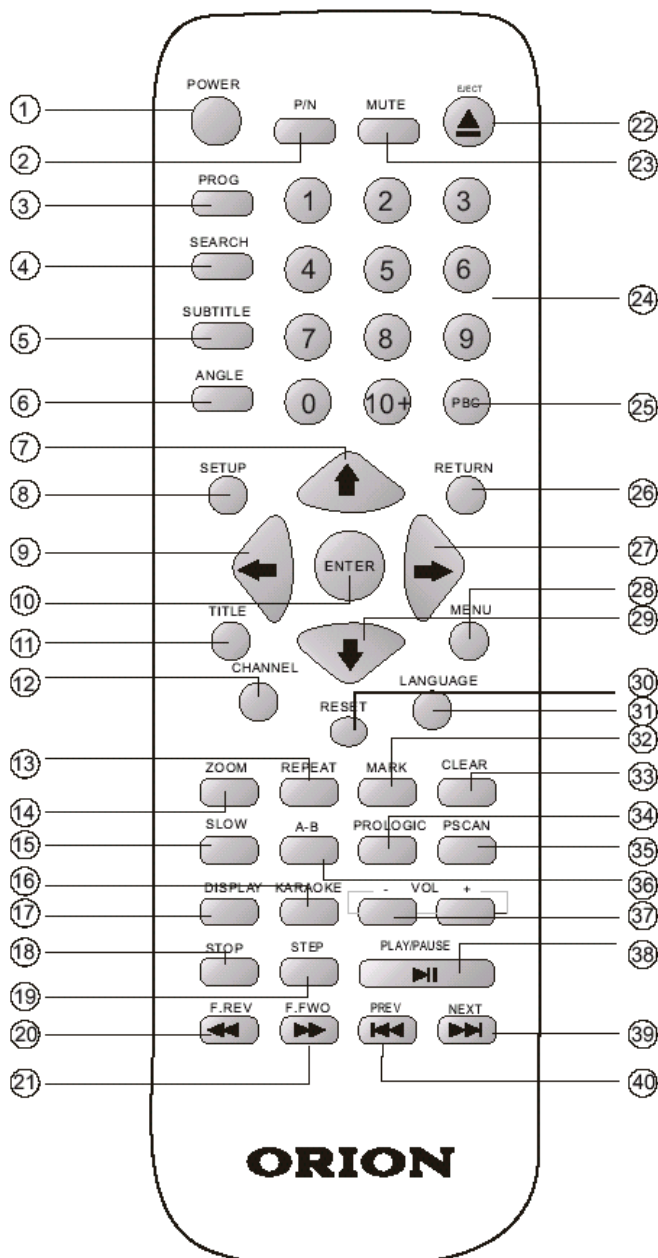 POWER P/N MUTE EJECT
1 22
2 23
PROG
3 1 2 3
SEARCH
4 4 5 6
24
SUBTITLE
5 7 8 9
ANGLE
6 0 10+ PBC 25
7
SETUP RETURN
8 26
9 27
ENTER
10 28
TITLE MENU
11 29
CHANNEL LANGUAGE
12 30
RESET
31
32
13 ZOOM REPEAT MARK CLEAR
14 33
SLOW A-B PROLOGIC PSCAN 34
15 35
16 36
DISPLAY KARAOKE - VOL +
17 37
STOP STEP PLAY/PAUSE
18 38
19
F.REV F.FWO PREV NEXT
20 39
21 40
ORION